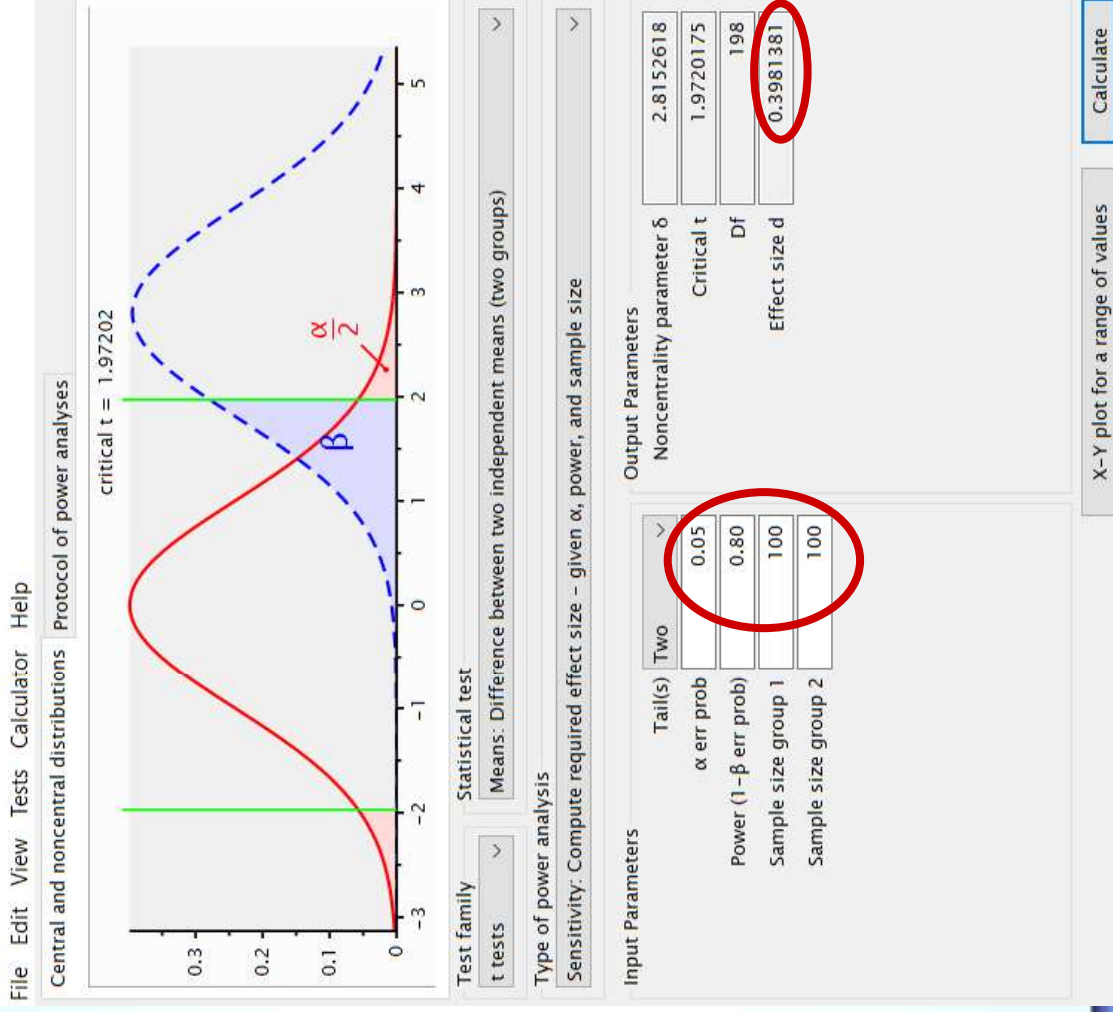 File Edit View Tests Calculator Help
Central and noncentral distributions Protocol of power analyses
critical t = 1.97202
0.3
0.2
0.1
0
α
2
β
-3 -2 -1 0 1 2 3 4 5
Test family
t tests
Statistical test
Means: Difference between two independent means (two groups)
Type of power analysis
Sensitivity: Compute required effect size – given α, power, and sample size
Input Parameters
Tail(s) Two
α err prob 0.05
Power (1-β err prob) 0.80
Sample size group 1 100
Sample size group 2 100
Output Parameters
Noncentrality parameter δ 2.8152618
Critical t 1.9720175
Df 198
Effect size d 0.3981381
X-Y plot for a range of values Calculate